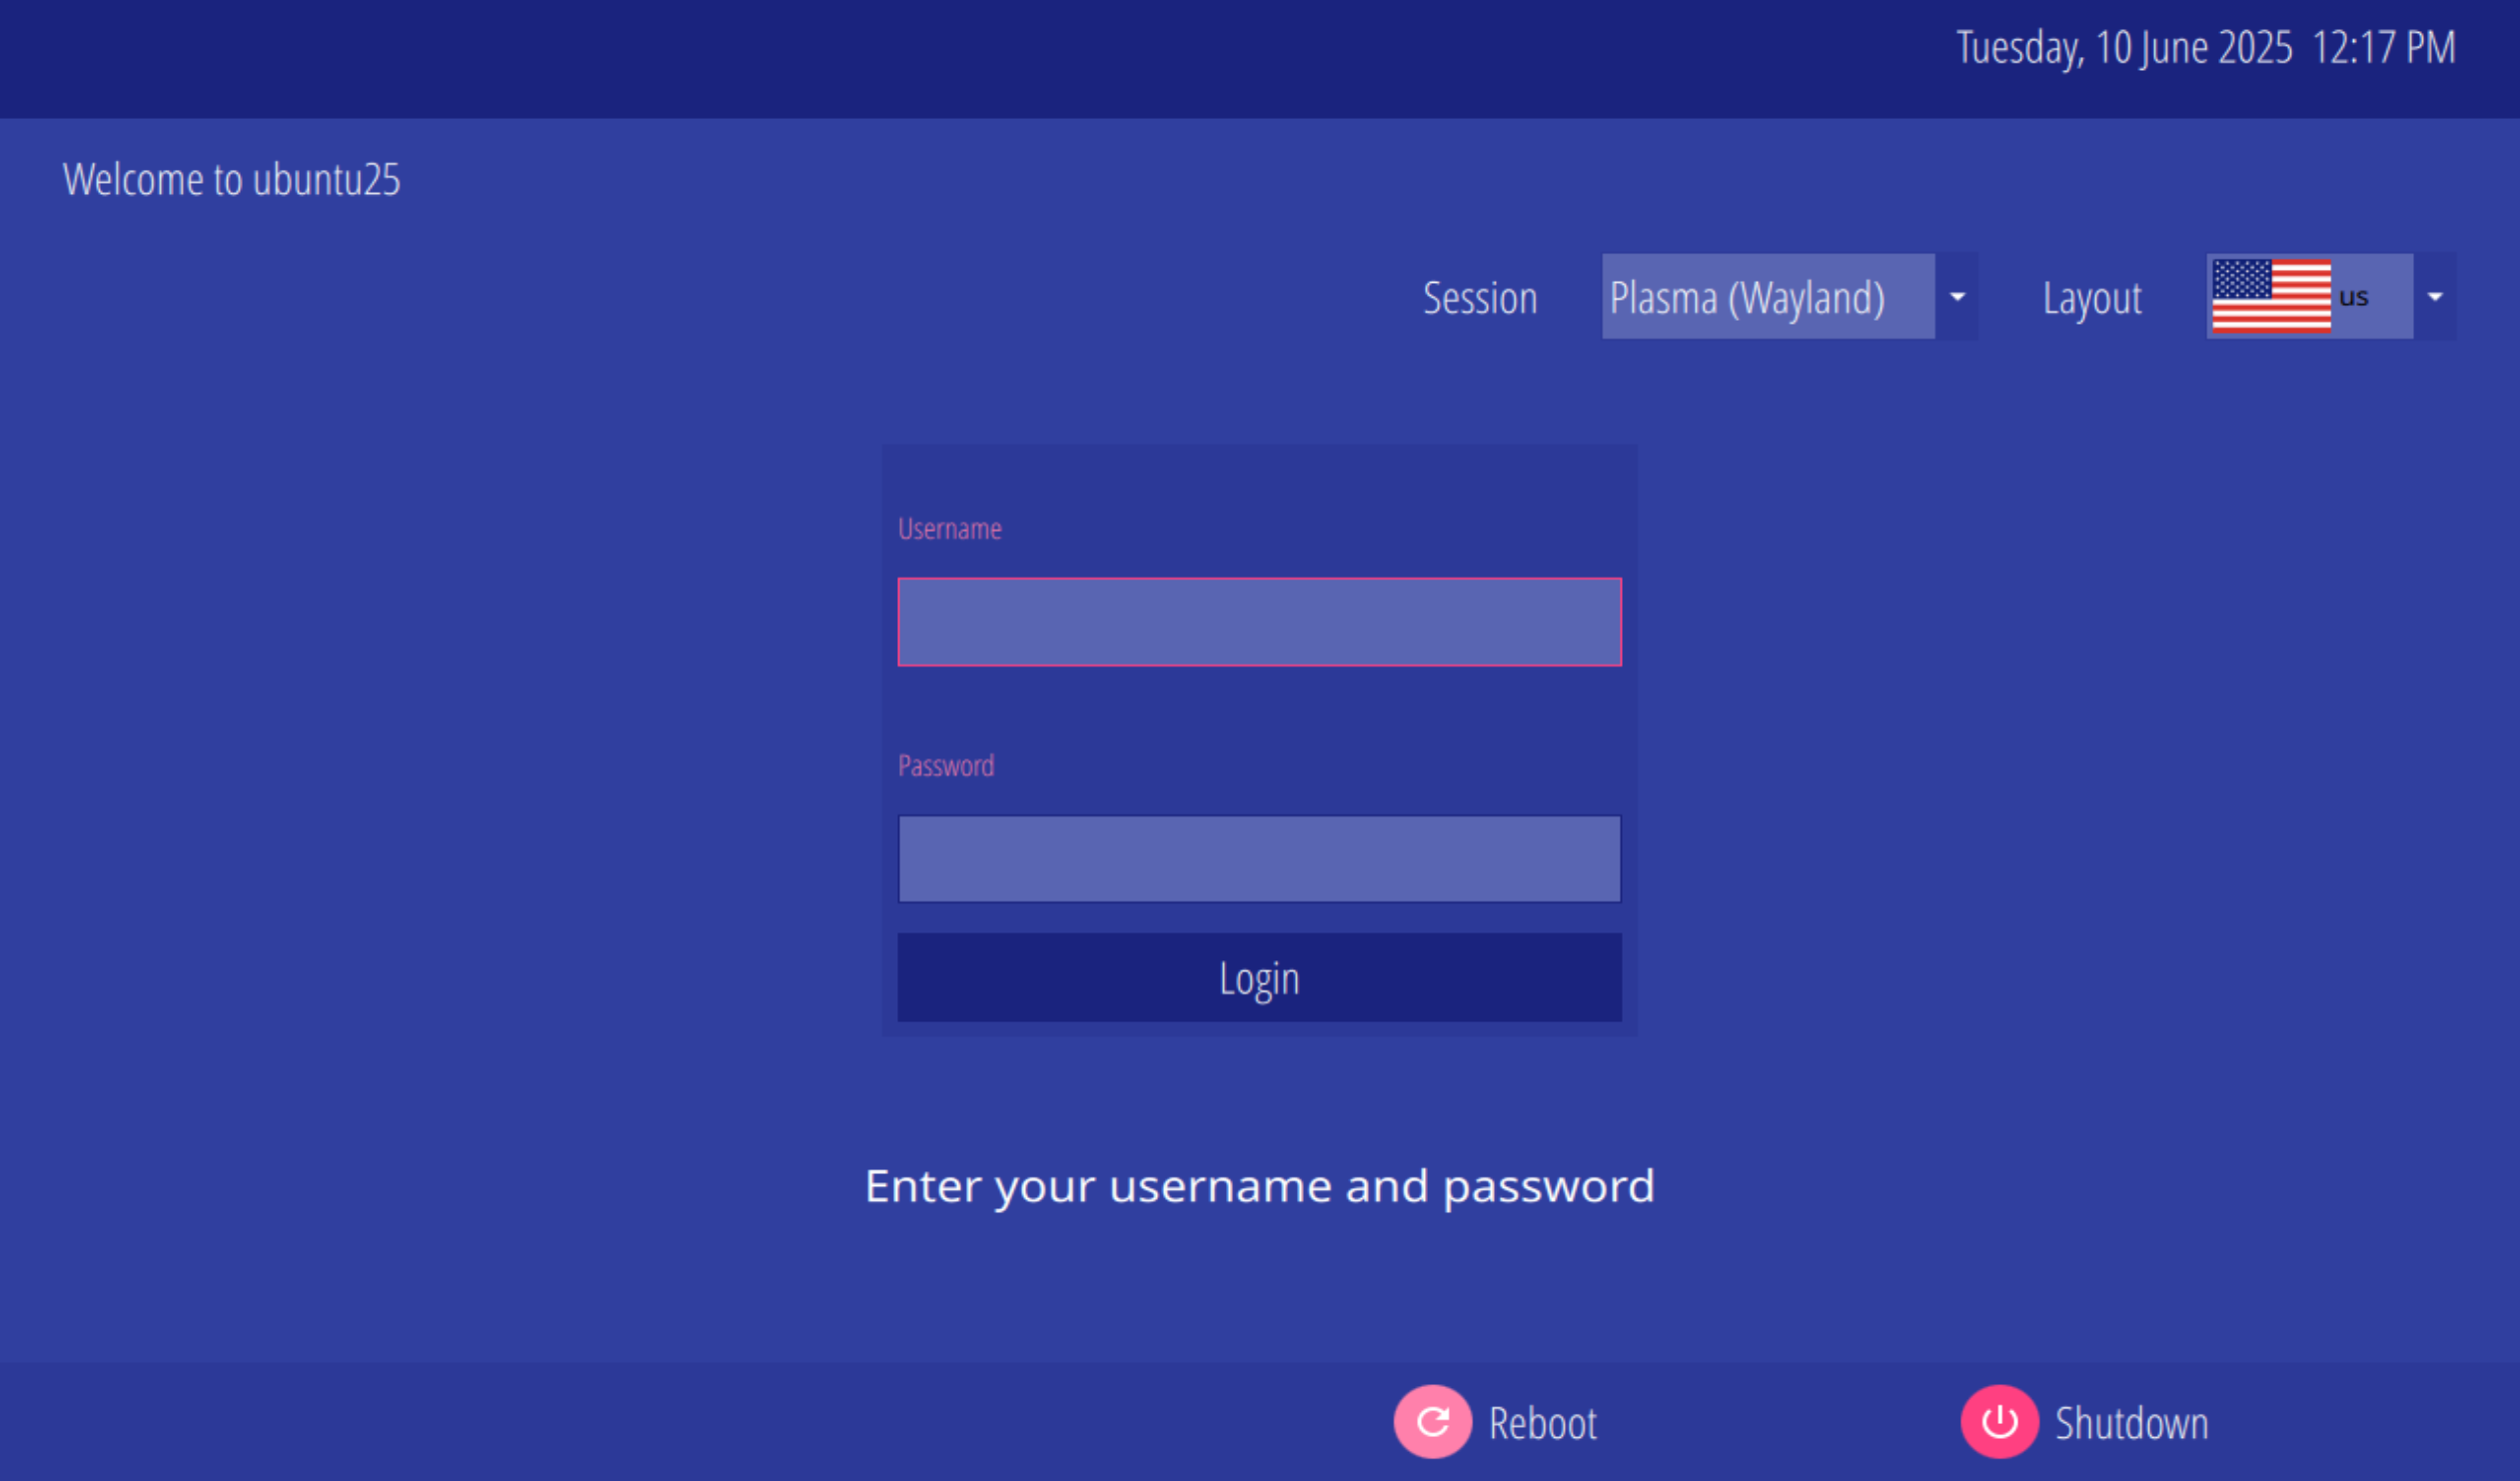 Tuesday, 10 June 2025 12:17 PM
Welcome to ubuntu25
Session Plasma (Wayland) Layout us
Username
Password
Login
Enter your username and password
Reboot Shutdown